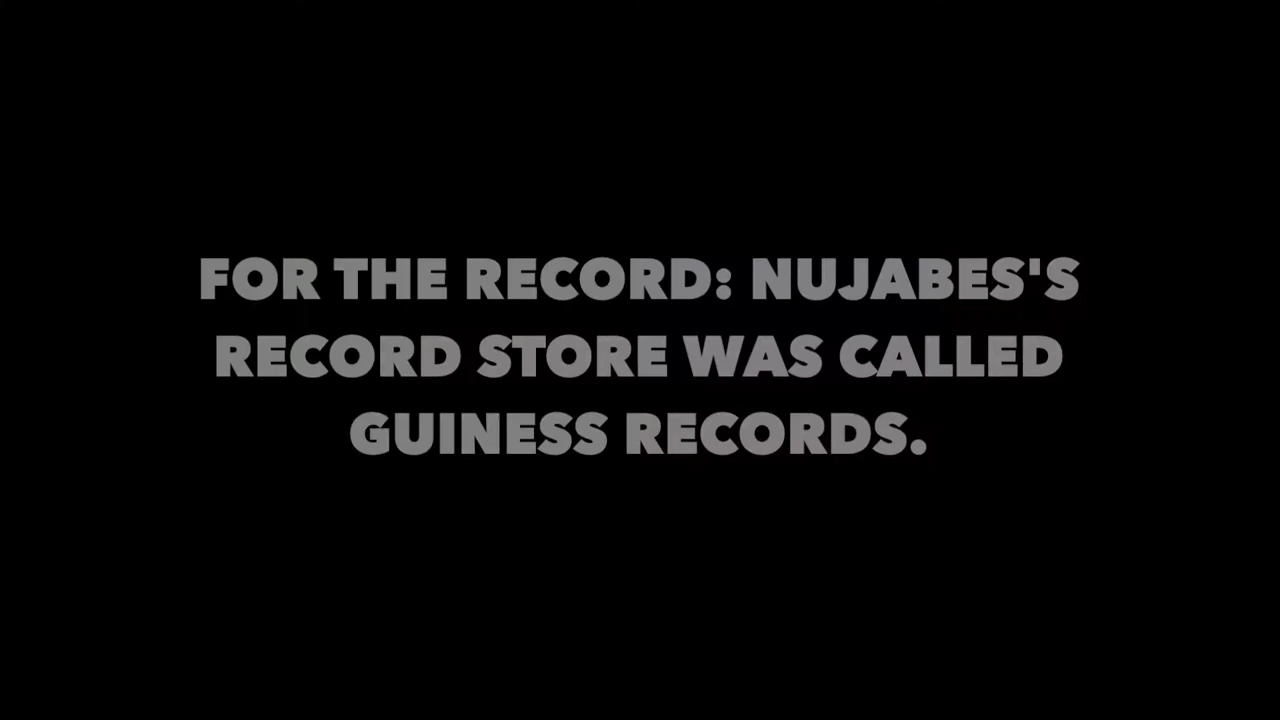 FOR THE RECORD: NUJABES'S
RECORD STORE WAS CALLED
GUINESS RECORDS.